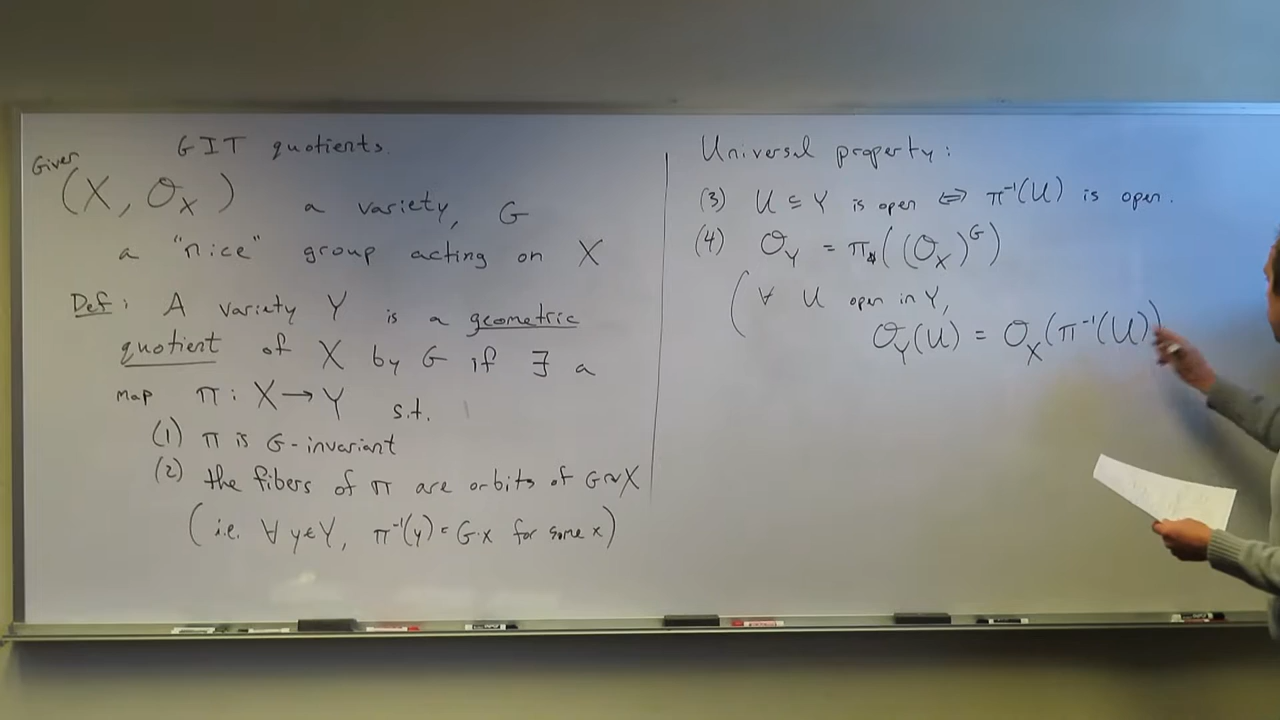 GIT quotients.
Given
(X, O_X) a variety, G
a "nice" group acting on X
Def: A variety Y is a geometric
quotient of X by G if ∃ a
map π: X → Y s.t.
(1) π is G-invariant
(2) the fibers of π are orbits of G↷X
(i.e. ∀ y∈Y, π⁻¹(y) = G·x for some x)
Universal property:
(3) U ⊆ Y is open ⇔ π⁻¹(U) is open.
(4) O_Y = π_*((O_X)^G)
(∀ U open in Y,
O_Y(U) = O_X(π⁻¹(U))